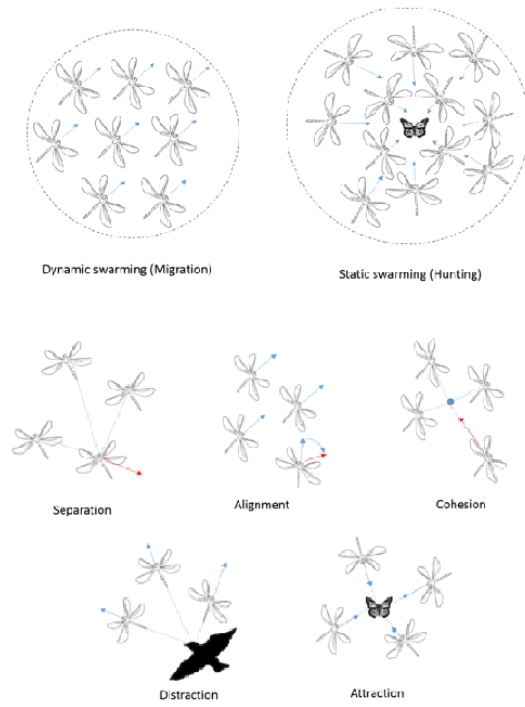 Dynamic swarming (Migration)
Static swarming (Hunting)
Separation
Alignment
Cohesion
Distraction
Attraction